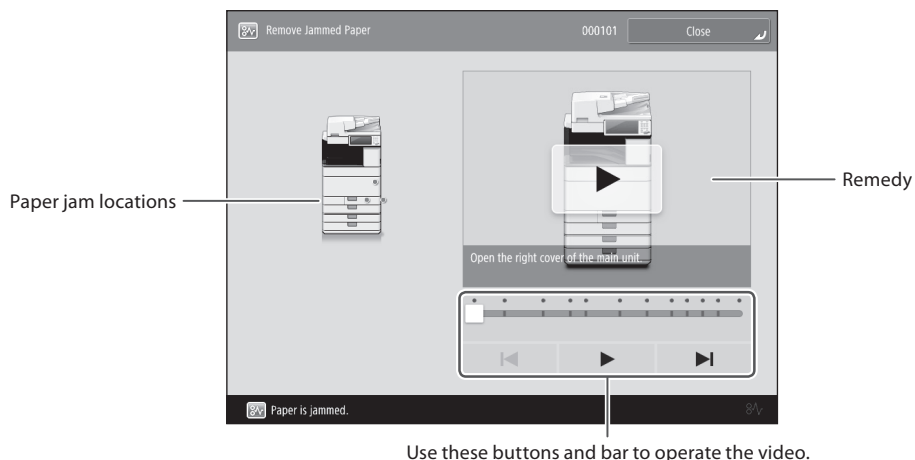 Remove Jammed Paper
000101
Close
Paper jam locations
Remedy
Open the right cover of the main unit.
Paper is jammed.
Use these buttons and bar to operate the video.